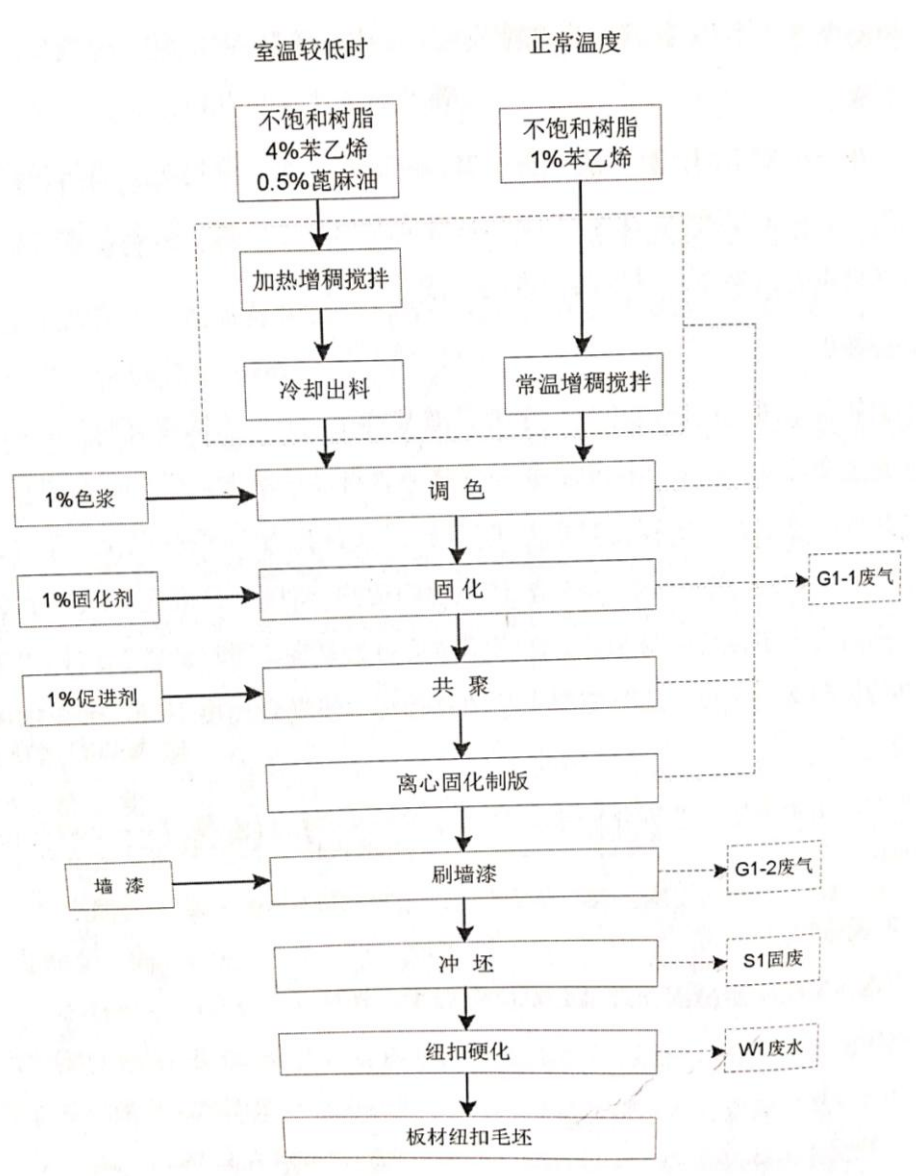 室温较低时
正常温度
不饱和树脂
4%苯乙烯
0.5%蓖麻油
不饱和树脂
1%苯乙烯
加热增稠搅拌
冷却出料
常温增稠搅拌
1%色浆
调 色
1%固化剂
固 化
G1-1废气
1%促进剂
共 聚
离心固化制版
墙 漆
刷墙漆
G1-2废气
冲 坯
S1固废
纽扣硬化
W1废水
板材纽扣毛坯